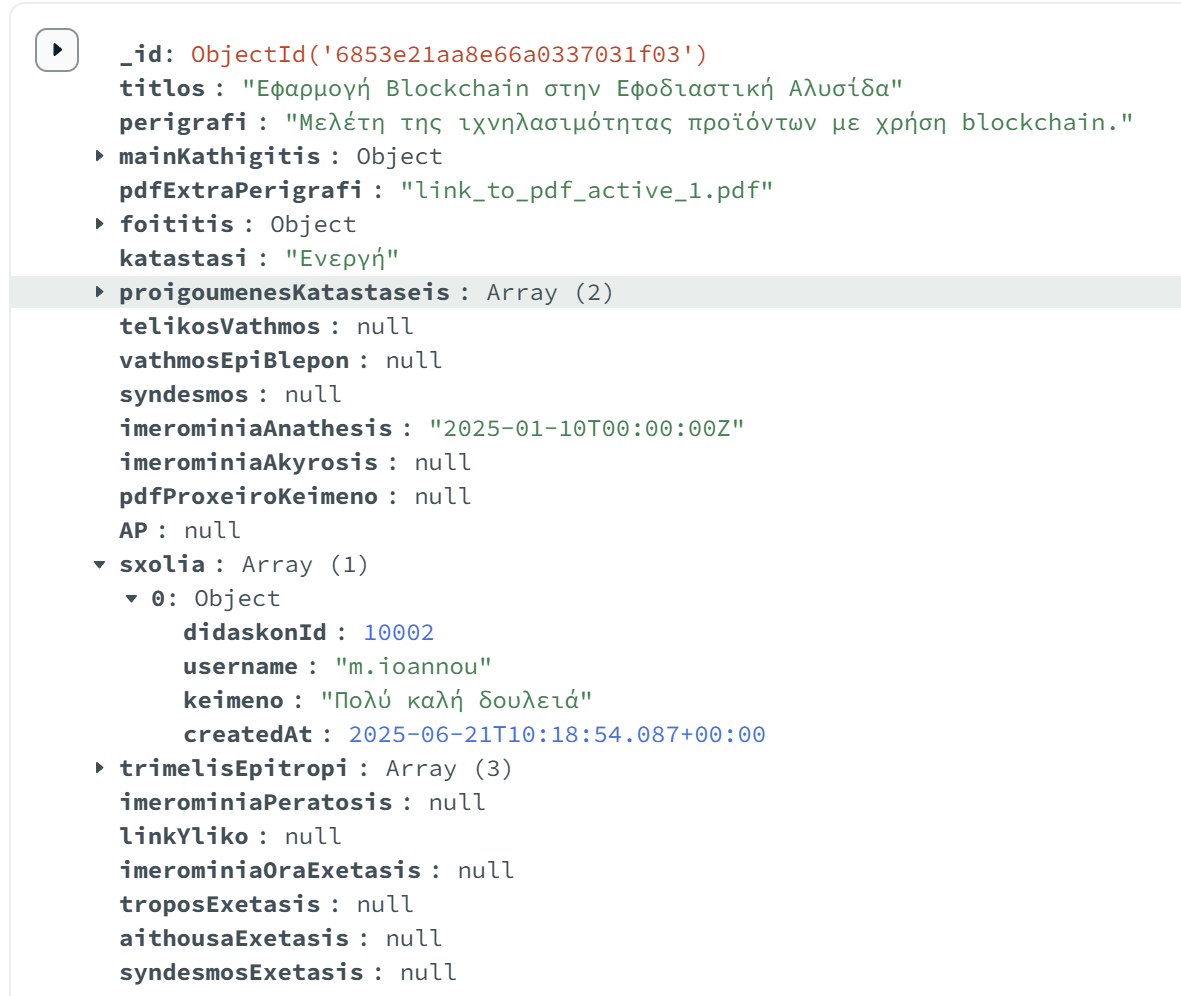 _id: ObjectId('6853e21aa8e66a0337031f03')
titlos : "Εφαρμογή Blockchain στην Εφοδιαστική Αλυσίδα"
perigrafi : "Μελέτη της ιχνηλασιμότητας προϊόντων με χρήση blockchain."
mainKathigitis : Object
pdfExtraPerigrafi : "link_to_pdf_active_1.pdf"
foititis : Object
katastasi : "Ενεργή"
proigoumenesKatastaseis : Array (2)
telikosVathmos : null
vathmosEpiBlepon : null
syndesmos : null
imerominiaAnathesis : "2025-01-10T00:00:00Z"
imerominiaAkyrosis : null
pdfProxeiroKeimeno : null
AP : null
sxolia : Array (1)
0: Object
didaskonId : 10002
username : "m.ioannou"
keimeno : "Πολύ καλή δουλειά"
createdAt : 2025-06-21T10:18:54.087+00:00
trimelisEpitropi : Array (3)
imerominiaPeratosis : null
linkYliko : null
imerominiaOraExetasis : null
troposExetasis : null
aithousaExetasis : null
syndesmosExetasis : null